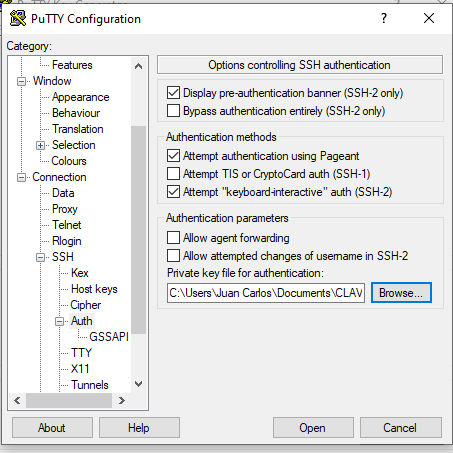 PuTTY Configuration
Category:
Features
Window
Appearance
Behaviour
Translation
Selection
Colours
Connection
Data
Proxy
Telnet
Rlogin
SSH
Kex
Host keys
Cipher
Auth
GSSAPI
TTY
X11
Tunnels
Options controlling SSH authentication
Display pre-authentication banner (SSH-2 only)
Bypass authentication entirely (SSH-2 only)
Authentication methods
Attempt authentication using Pageant
Attempt TIS or CryptoCard auth (SSH-1)
Attempt "keyboard-interactive" auth (SSH-2)
Authentication parameters
Allow agent forwarding
Allow attempted changes of username in SSH-2
Private key file for authentication:
C:\Users\Juan Carlos\Documents\CLAV
Browse...
About
Help
Open
Cancel